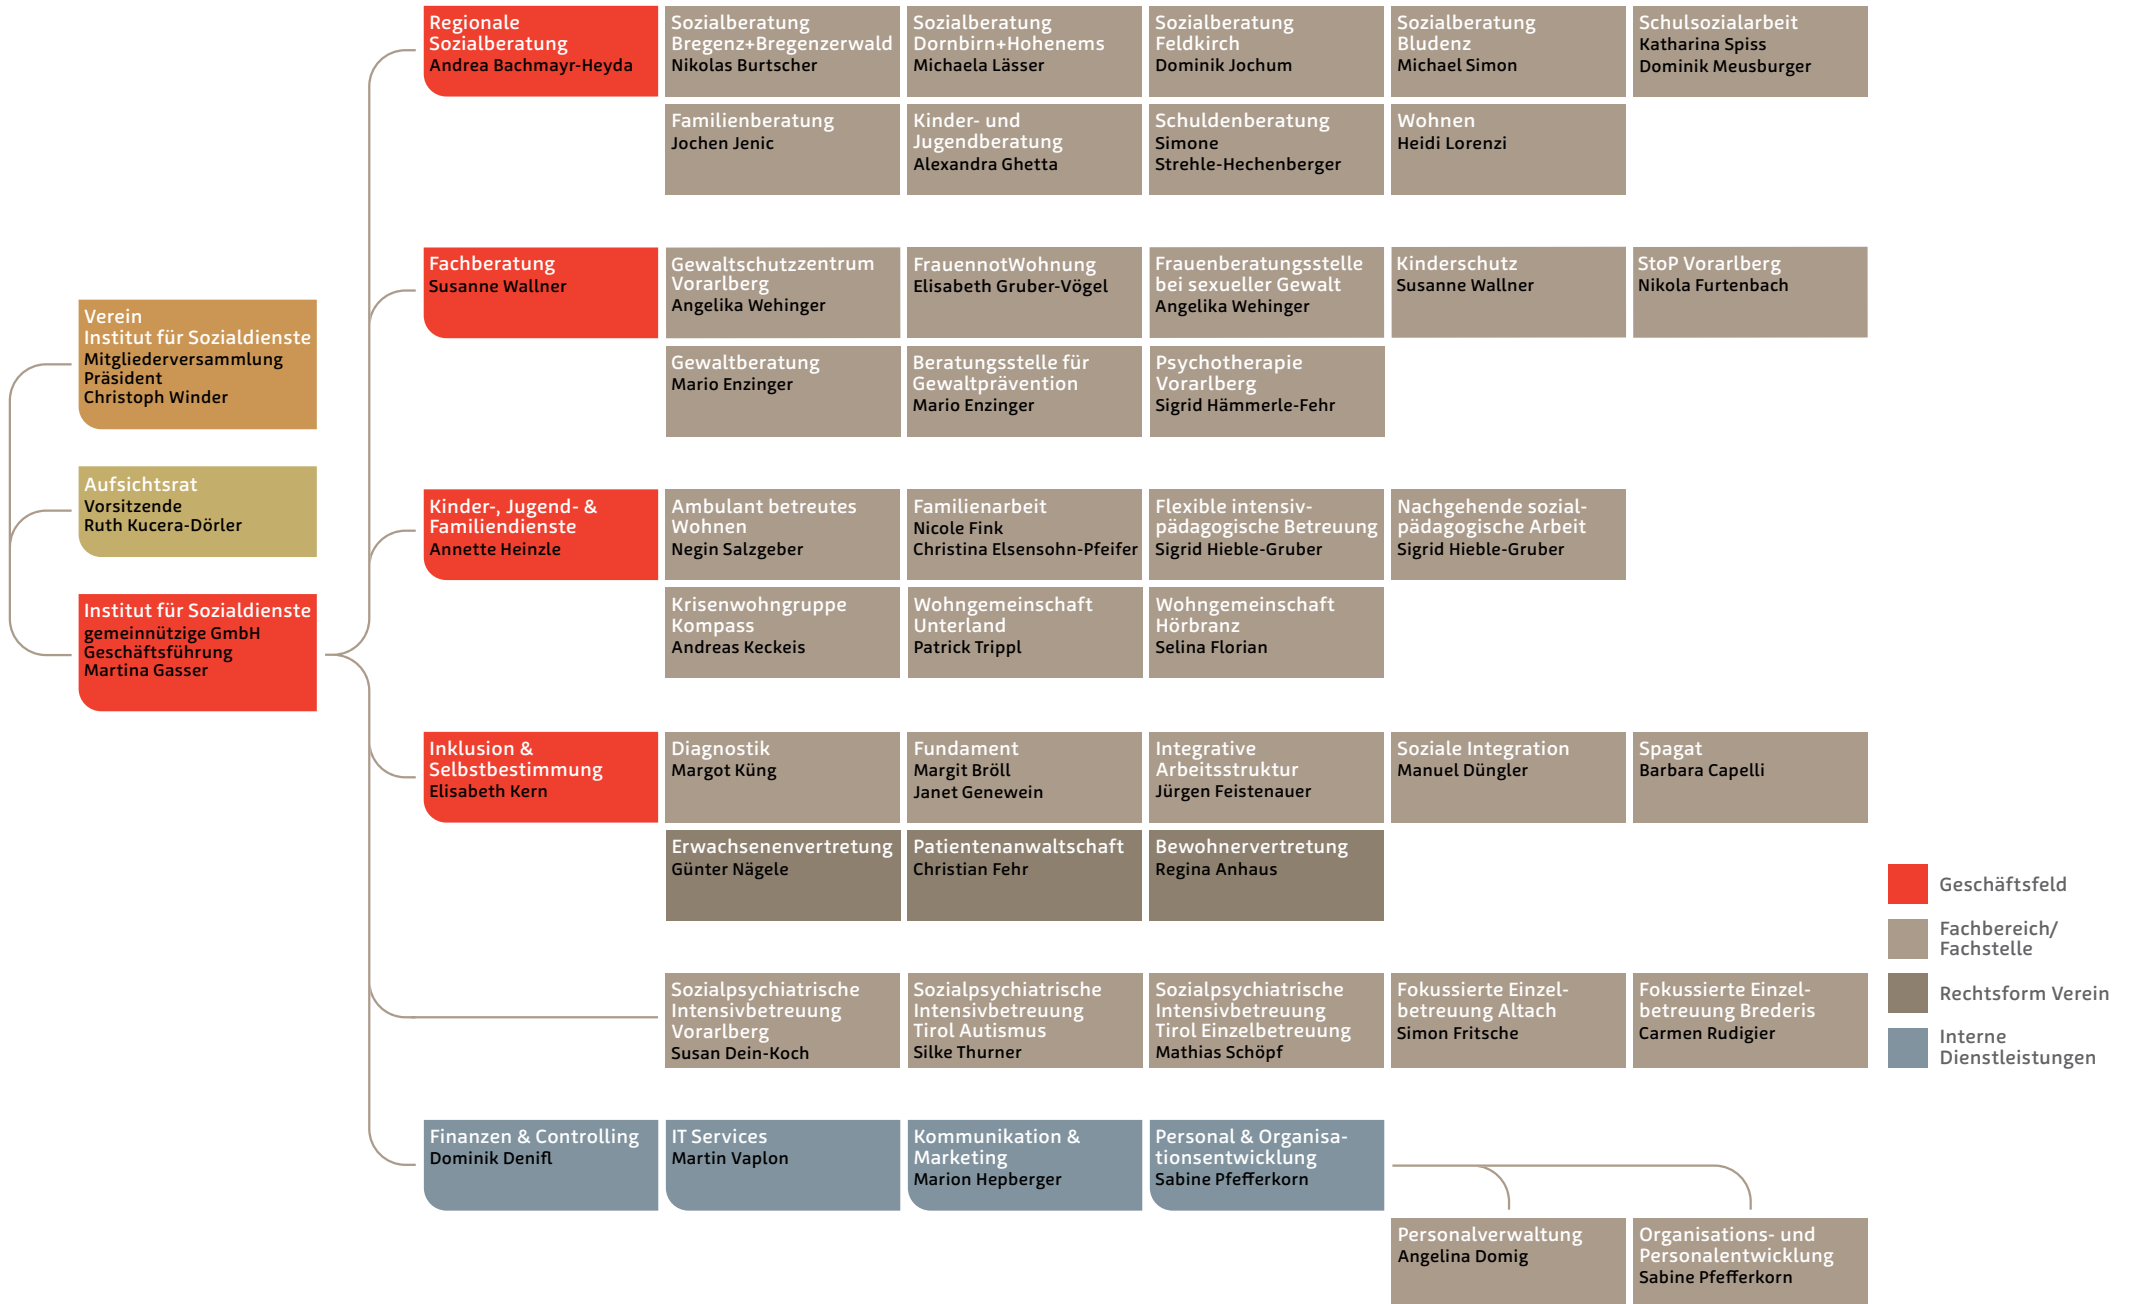 Verein
Institut für Sozialdienste
Mitgliederversammlung
Präsident
Christoph Winder
Aufsichtsrat
Vorsitzende
Ruth Kucera-Dörler
Institut für Sozialdienste
gemeinnützige GmbH
Geschäftsführung
Martina Gasser
Regionale
Sozialberatung
Andrea Bachmayr-Heyda
Sozialberatung
Bregenz+Bregenzerwald
Nikolas Burtscher
Sozialberatung
Dornbirn+Hohenems
Michaela Lässer
Sozialberatung
Feldkirch
Dominik Jochum
Sozialberatung
Bludenz
Michael Simon
Schulsozialarbeit
Katharina Spiss
Dominik Meusburger
Familienberatung
Jochen Jenic
Kinder- und
Jugendberatung
Alexandra Ghetta
Schuldenberatung
Simone
Strehle-Hechenberger
Wohnen
Heidi Lorenzi
Fachberatung
Susanne Wallner
Gewaltschutzzentrum
Vorarlberg
Angelika Wehinger
FrauennotWohnung
Elisabeth Gruber-Vögel
Frauenberatungsstelle
bei sexueller Gewalt
Angelika Wehinger
Kinderschutz
Susanne Wallner
StoP Vorarlberg
Nikola Furtenbach
Gewaltberatung
Mario Enzinger
Beratungsstelle für
Gewaltprävention
Mario Enzinger
Psychotherapie
Vorarlberg
Sigrid Hämmerle-Fehr
Kinder-, Jugend- &
Familiendienste
Annette Heinzle
Ambulant betreutes
Wohnen
Negin Salzgeber
Familienarbeit
Nicole Fink
Christina Elsensohn-Pfeifer
Flexible intensiv-
pädagogische Betreuung
Sigrid Hieble-Gruber
Nachgehende sozial-
pädagogische Arbeit
Sigrid Hieble-Gruber
Krisenwohngruppe
Kompass
Andreas Keckeis
Wohngemeinschaft
Unterland
Patrick Trippl
Wohngemeinschaft
Hörbranz
Selina Florian
Inklusion &
Selbstbestimmung
Elisabeth Kern
Diagnostik
Margot Küng
Fundament
Margit Bröll
Janet Genewein
Integrative
Arbeitsstruktur
Jürgen Feistenauer
Soziale Integration
Manuel Düngler
Spagat
Barbara Capelli
Erwachsenenvertretung
Günter Nägele
Patientenanwaltschaft
Christian Fehr
Bewohnervertretung
Regina Anhaus
Sozialpsychiatrische
Intensivbetreuung
Vorarlberg
Susan Dein-Koch
Sozialpsychiatrische
Intensivbetreuung
Tirol Autismus
Silke Thurner
Sozialpsychiatrische
Intensivbetreuung
Tirol Einzelbetreuung
Mathias Schöpf
Fokussierte Einzel-
betreuung Altach
Simon Fritsche
Fokussierte Einzel-
betreuung Brederis
Carmen Rudigier
Finanzen & Controlling
Dominik Denifl
IT Services
Martin Vaplon
Kommunikation &
Marketing
Marion Hepberger
Personal & Organisa-
tionsentwicklung
Sabine Pfefferkorn
Personalverwaltung
Angelina Domig
Organisations- und
Personalentwicklung
Sabine Pfefferkorn
Geschäftsfeld
Fachbereich/
Fachstelle
Rechtsform Verein
Interne
Dienstleistungen